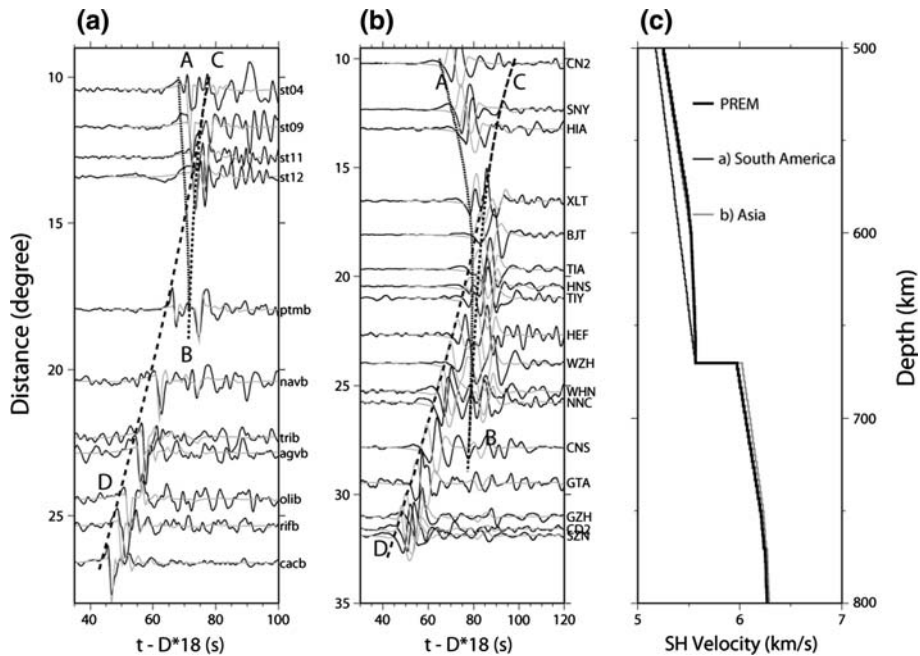 (a)
(b)
(c)
A
C
10
15
20
25
B
D
st04
st09
st11
st12
ptmb
navb
trib
agvb
olib
rifb
cacb
Distance (degree)
40
60
80
100
t - D*18 (s)
A
C
10
15
20
25
30
35
B
D
CN2
SNY
HIA
XLT
BJT
TIA
HNS
TIY
HEF
WZH
WHN
NNC
CNS
GTA
GZH
CD2
SZN
20
40
60
80
100
120
t - D*18 (s)
PREM
a) South America
b) Asia
500
600
700
800
Depth (km)
5
6
7
SH Velocity (km/s)